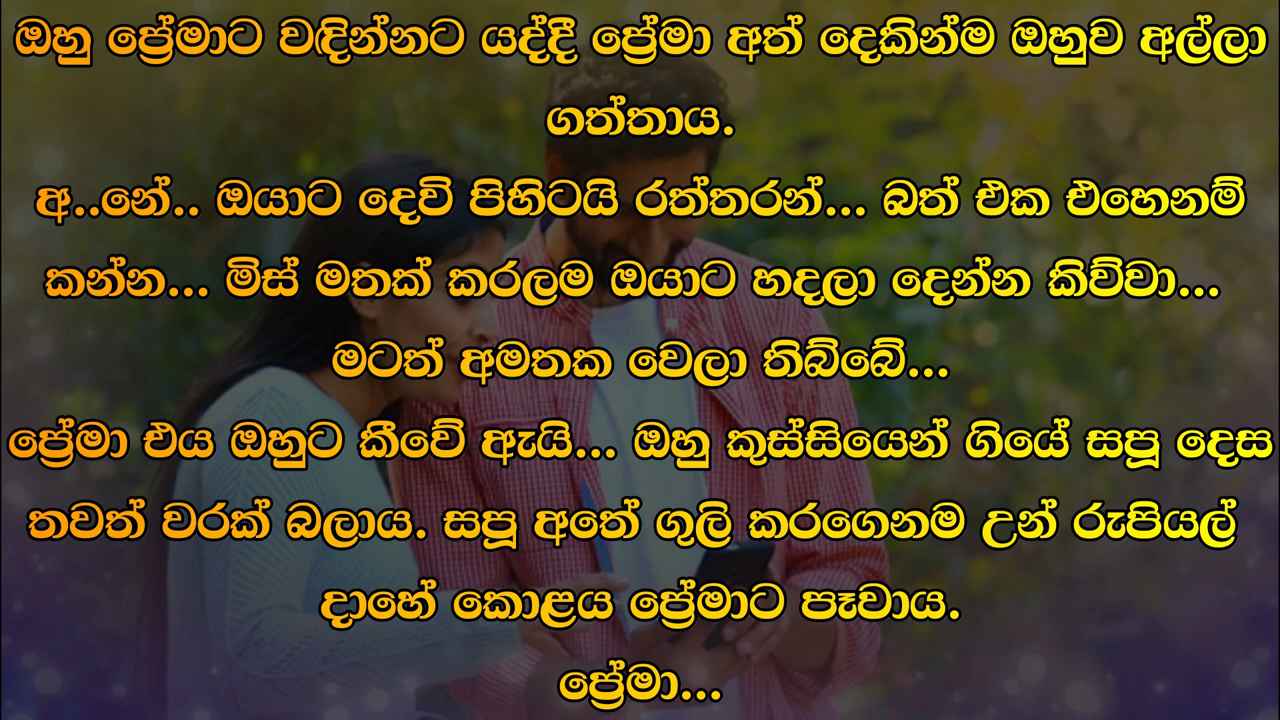 ඔහු ප්‍රේමාට වඳින්නට යද්දී ප්‍රේමා අත් දෙකින්ම ඔහුව අල්ලා
ගත්තාය.
අ..නේ.. ඔයාට දෙවි පිහිටයි රත්තරන්... බත් එක එහෙනම්
කන්න... මිස් මතක් කරලම ඔයාට හදලා දෙන්න කිව්වා...
මටත් අමතක වෙලා තිබ්බේ...
ප්‍රේමා එය ඔහුට කීවේ ඇයි... ඔහු කුස්සියෙන් ගියේ සපූ දෙස
තවත් වරක් බලාය. සපූ අතේ ගුලි කරගෙනම උන් රුපියල්
දාහේ කොළය ප්‍රේමාට පෑවාය.
ප්‍රේමා...